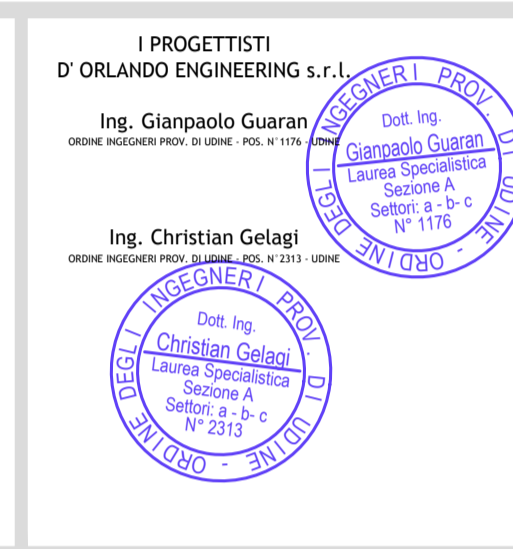 I PROGETTISTI
D' ORLANDO ENGINEERING s.r.l.
Ing. Gianpaolo Guaran
ORDINE INGEGNERI PROV. DI UDINE - POS. N°1176 - UDINE
ORDINE DEGLI INGEGNERI PROV. DI UDINE -
Dott. Ing.
Gianpaolo Guaran
Laurea Specialistica
Sezione A
Settori: a - b- c
N° 1176
Ing. Christian Gelagi
ORDINE INGEGNERI PROV. DI UDINE - POS. N°2313 - UDINE
ORDINE DEGLI INGEGNERI PROV. DI UDINE -
Dott. Ing.
Christian Gelagi
Laurea Specialistica
Sezione A
Settori: a - b- c
N° 2313